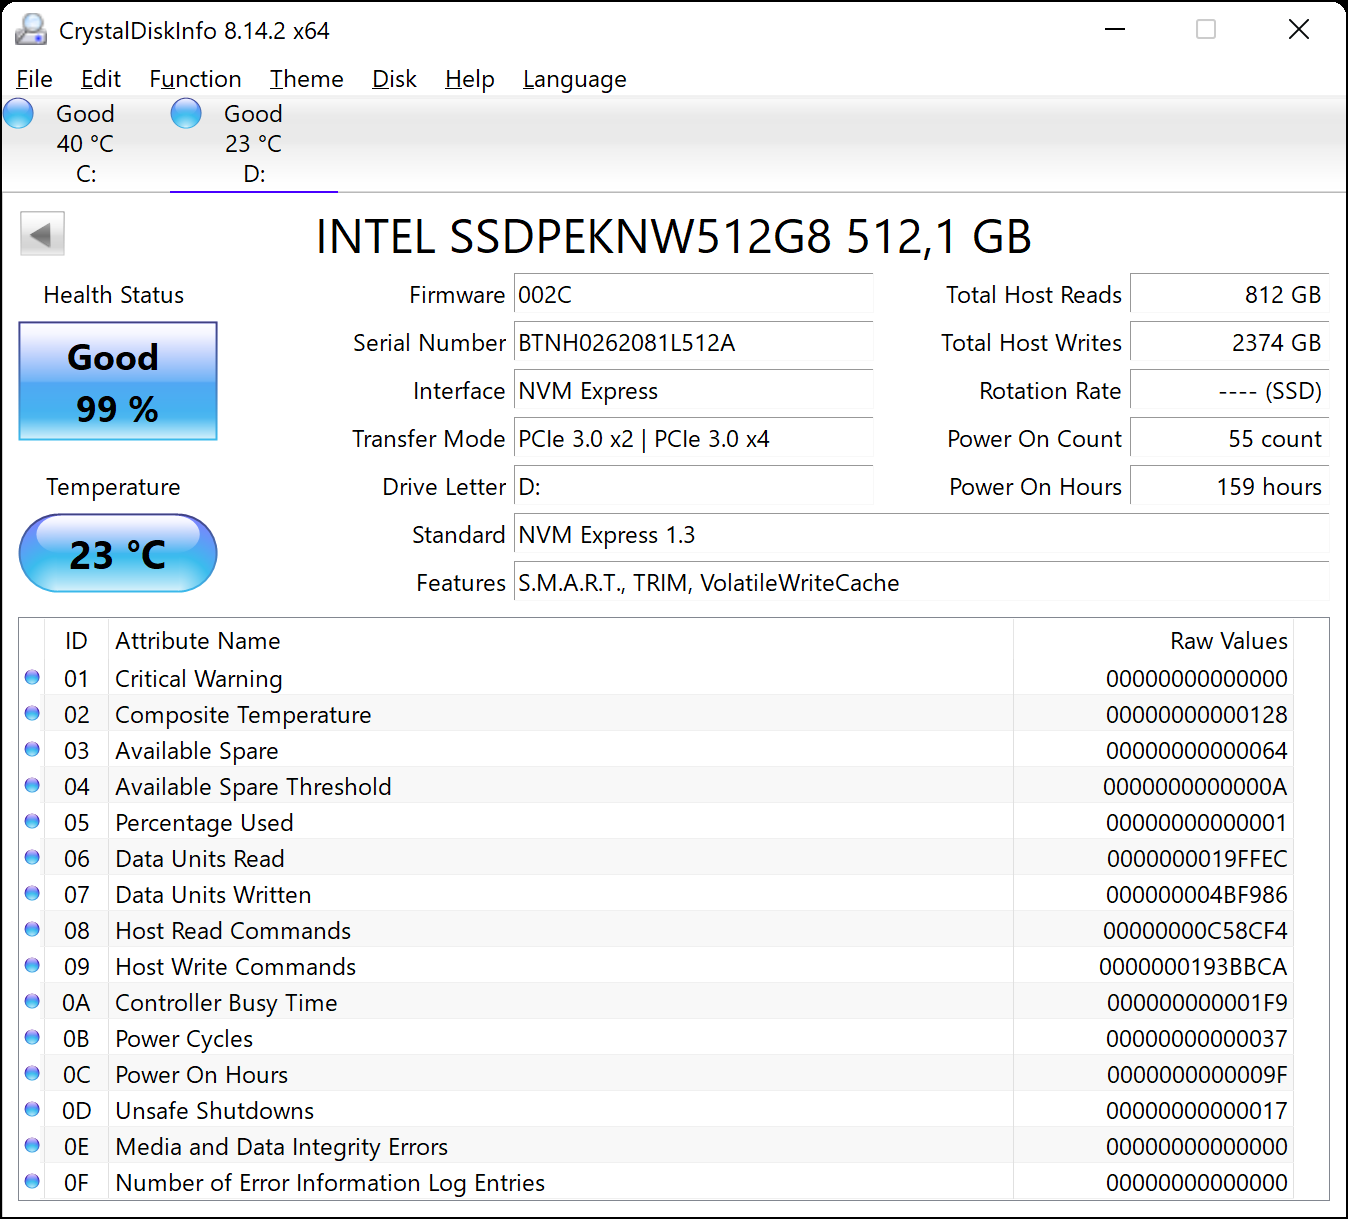 CrystalDiskInfo 8.14.2 x64
File Edit Function Theme Disk Help Language
Good Good
40 °C 23 °C
C: D:
INTEL SSDPEKNW512G8 512,1 GB
Health Status
Good
99 %
Temperature
23 °C
Firmware 002C
Serial Number BTNH0262081L512A
Interface NVM Express
Transfer Mode PCIe 3.0 x2 | PCIe 3.0 x4
Drive Letter D:
Standard NVM Express 1.3
Features S.M.A.R.T., TRIM, VolatileWriteCache
Total Host Reads 812 GB
Total Host Writes 2374 GB
Rotation Rate ---- (SSD)
Power On Count 55 count
Power On Hours 159 hours
ID Attribute Name Raw Values
01 Critical Warning 00000000000000
02 Composite Temperature 00000000000128
03 Available Spare 00000000000064
04 Available Spare Threshold 0000000000000A
05 Percentage Used 00000000000001
06 Data Units Read 0000000019FFEC
07 Data Units Written 000000004BF986
08 Host Read Commands 00000000C58CF4
09 Host Write Commands 0000000193BBCA
0A Controller Busy Time 000000000001F9
0B Power Cycles 00000000000037
0C Power On Hours 0000000000009F
0D Unsafe Shutdowns 00000000000017
0E Media and Data Integrity Errors 00000000000000
0F Number of Error Information Log Entries 00000000000000